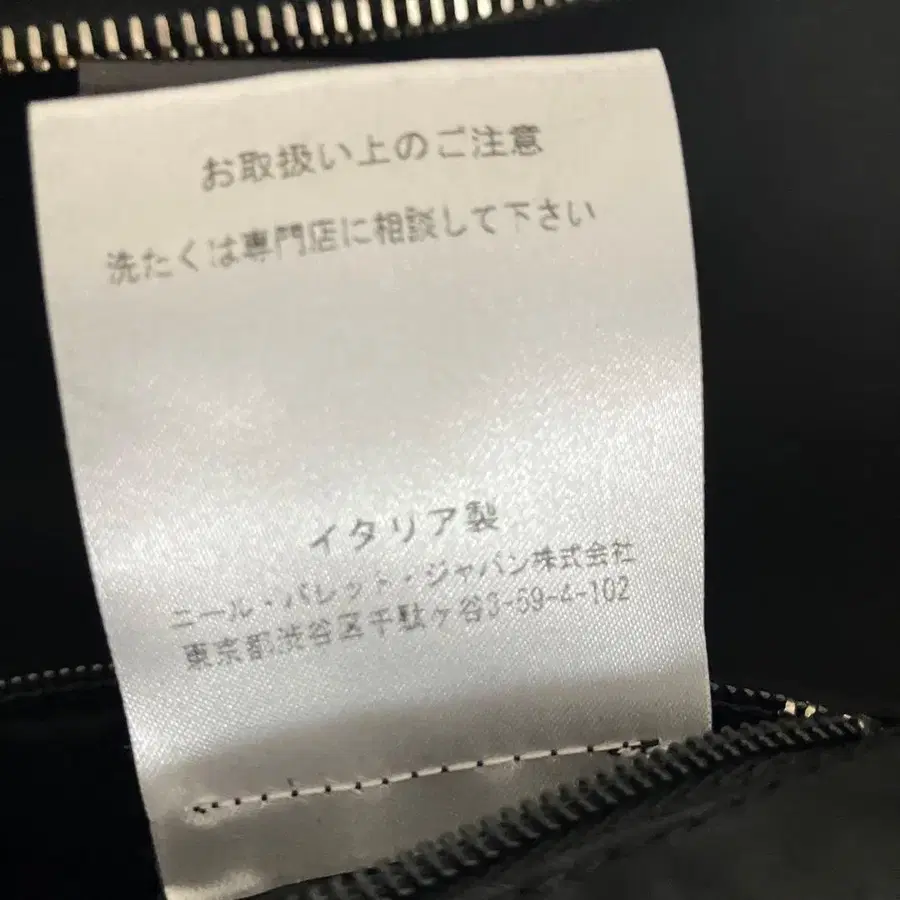 お取扱い上のご注意
洗たくは専門店に相談して下さい
イタリア製
ニール・バレット・ジャパン株式会社
東京都渋谷区千駄ヶ谷3-59-4-102